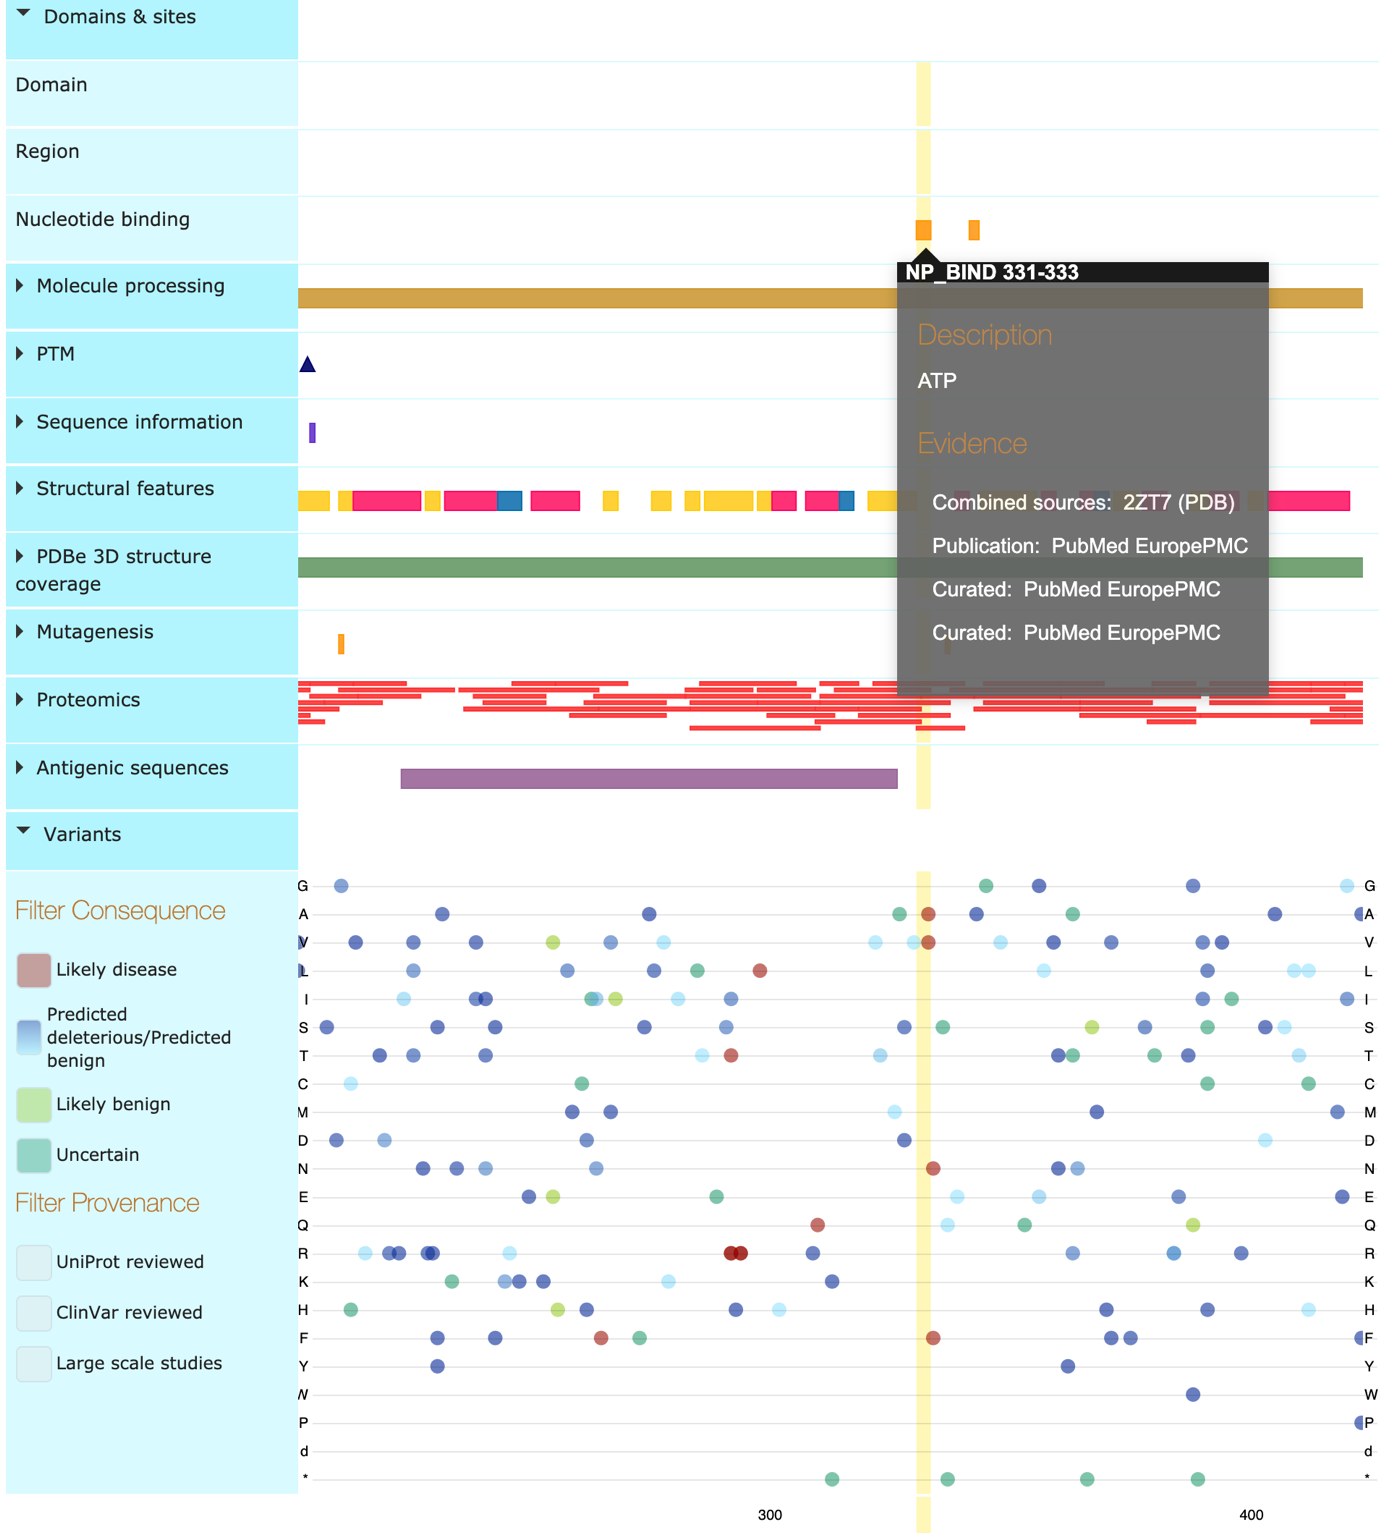 Domains & sites
Domain
Region
Nucleotide binding
NP_BIND 331-333
Molecule processing
Description
PTM
ATP
Sequence information
Evidence
Structural features
Combined sources: 2ZT7 (PDB)
Publication: PubMed EuropePMC
PDBe 3D structure
coverage
Curated: PubMed EuropePMC
Mutagenesis
Curated: PubMed EuropePMC
Proteomics
Antigenic sequences
Variants
Filter Consequence
Likely disease
Predicted
deleterious/Predicted
benign
Likely benign
Uncertain
Filter Provenance
UniProt reviewed
ClinVar reviewed
Large scale studies
G G
A A
V V
L L
I I
S S
T T
C C
M M
D D
N N
E E
Q Q
R R
K K
H H
F F
Y Y
W W
P P
d d
* *
300 400